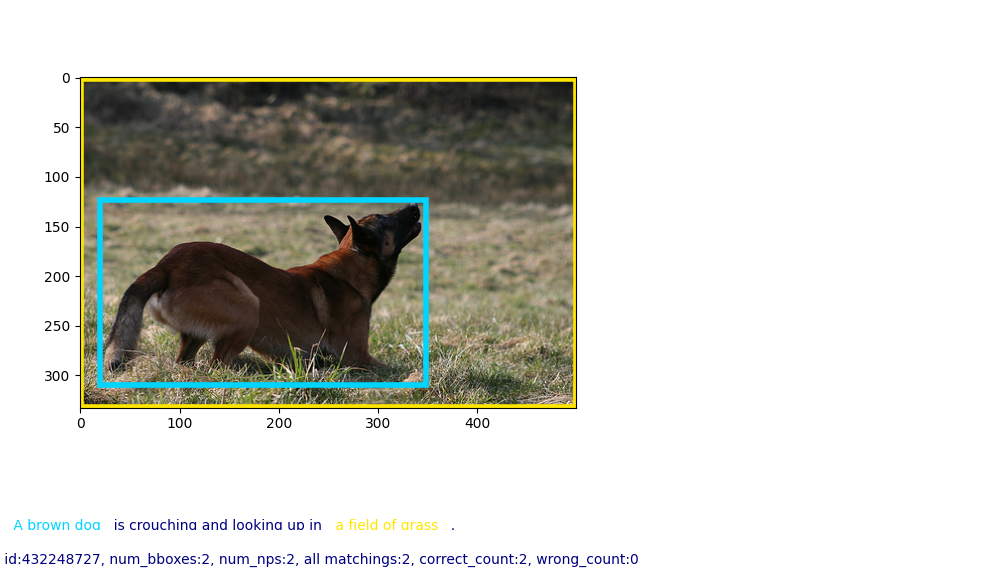 0
50
100
150
200
250
300
0 100 200 300 400
A brown dog is crouching and looking up in a field of grass .
id:432248727, num_bboxes:2, num_nps:2, all matchings:2, correct_count:2, wrong_count:0